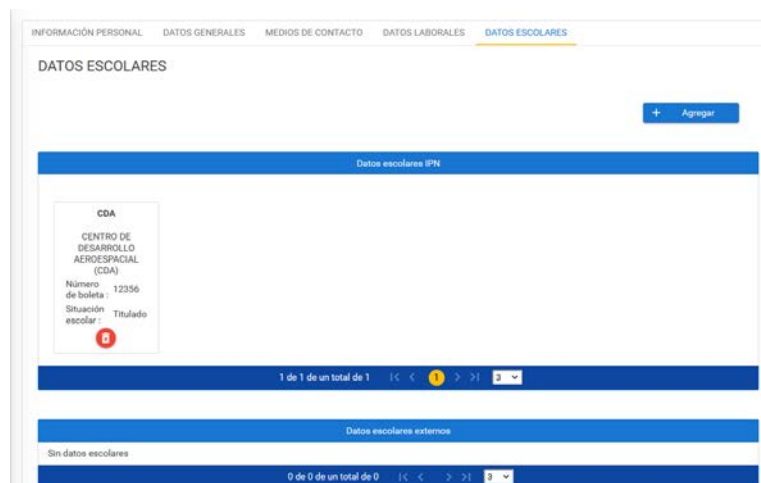 INFORMACIÓN PERSONAL DATOS GENERALES MEDIOS DE CONTACTO DATOS LABORALES DATOS ESCOLARES
DATOS ESCOLARES
+ Agregar
Datos escolares IPN
CDA
CENTRO DE
DESARROLLO
AEROESPACIAL
(CDA)
Número
de boleta : 12356
Situación
escolar : Titulado
1 de 1 de un total de 1 |< < 1 > >| 3
Datos escolares externos
Sin datos escolares
0 de 0 de un total de 0 |< < > >| 3